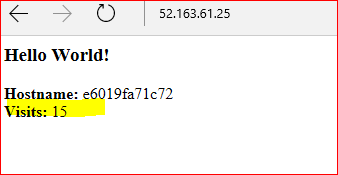 52.163.61.25
Hello World!
Hostname: e6019fa71c72
Visits: 15